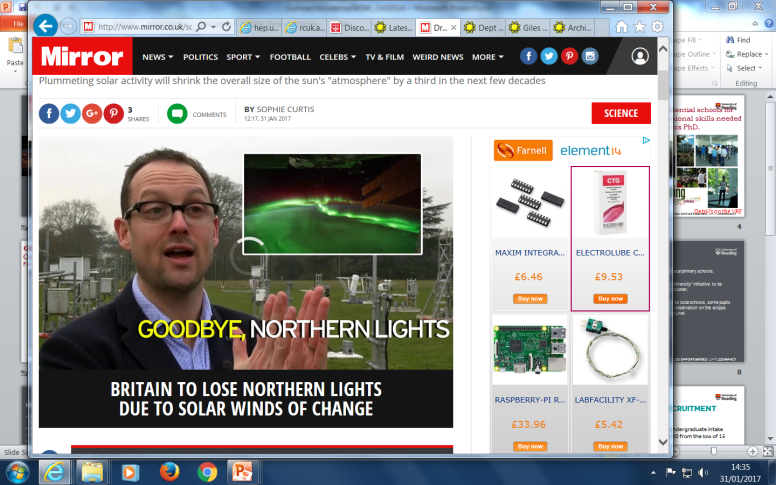 http://www.mirror.co.uk/sc
hep.u...
rcuk.a...
Disco...
Lates...
Dr...
Dept ...
Giles ...
Archi...
File
Paste
Find
Replace
Select
Editing
Mirror
NEWS
POLITICS
SPORT
FOOTBALL
CELEBS
TV & FILM
WEIRD NEWS
MORE
Plummeting solar activity will shrink the overall size of the sun's "atmosphere" by a third in the next few decades
3
SHARES
COMMENTS
BY SOPHIE CURTIS
12:17, 31 JAN 2017
SCIENCE
GOODBYE, NORTHERN LIGHTS
BRITAIN TO LOSE NORTHERN LIGHTS
DUE TO SOLAR WINDS OF CHANGE
Farnell
element14
CTG
MAXIM INTEGRA...
ELECTROLUBE C...
£6.46
£9.53
Buy now
Buy now
RASPBERRY-PI R...
LABFACILITY XF-...
£33.96
£5.42
Buy now
Buy now
4
8
14:35
31/01/2017